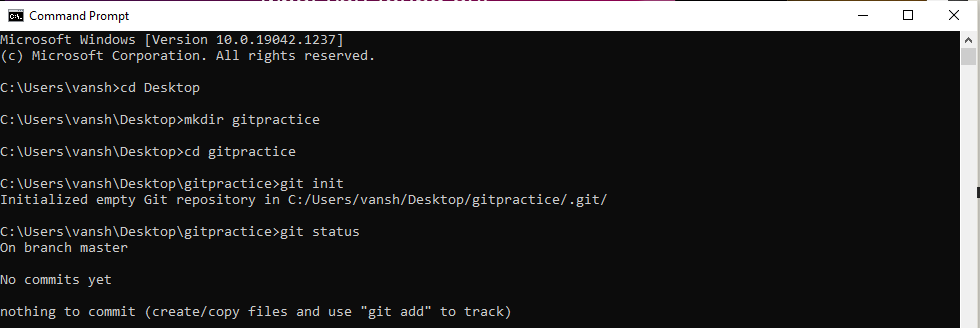 Command Prompt
Microsoft Windows [Version 10.0.19042.1237]
(c) Microsoft Corporation. All rights reserved.
C:\Users\vansh>cd Desktop
C:\Users\vansh\Desktop>mkdir gitpractice
C:\Users\vansh\Desktop>cd gitpractice
C:\Users\vansh\Desktop\gitpractice>git init
Initialized empty Git repository in C:/Users/vansh/Desktop/gitpractice/.git/
C:\Users\vansh\Desktop\gitpractice>git status
On branch master
No commits yet
nothing to commit (create/copy files and use "git add" to track)